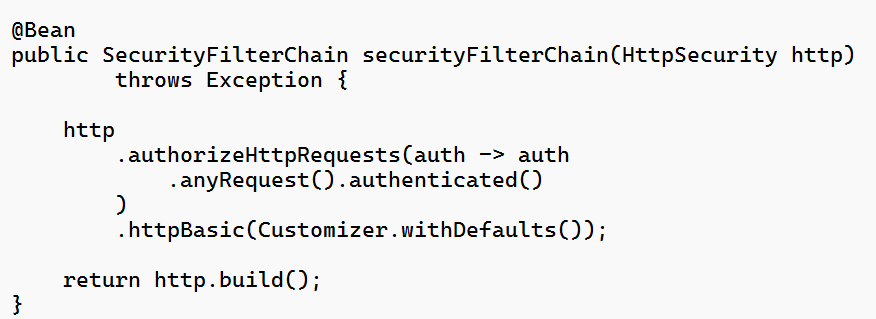 @Bean
public SecurityFilterChain securityFilterChain(HttpSecurity http)
        throws Exception {

    http
        .authorizeHttpRequests(auth -> auth
            .anyRequest().authenticated()
        )
        .httpBasic(Customizer.withDefaults());

    return http.build();
}